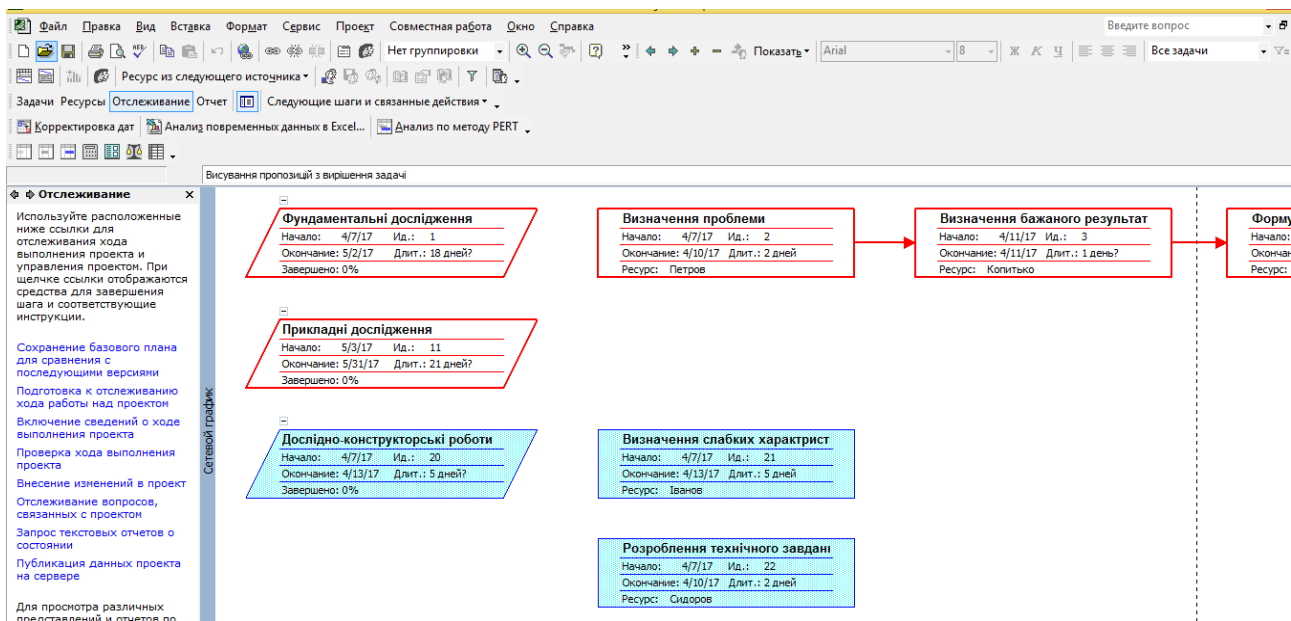 Файл Правка Вид Вставка Формат Сервис Проект Совместная работа Окно Справка Введите вопрос
Нет группировки Показать Arial 8 Ж К Ч Все задачи
Ресурс из следующего источника
Задачи Ресурсы Отслеживание Отчет Следующие шаги и связанные действия
Корректировка дат Анализ повременных данных в Excel... Анализ по методу PERT
Висування пропозицій з вирішення задачі
Отслеживание
Используйте расположенные
ниже ссылки для
отслеживания хода
выполнения проекта и
управления проектом. При
щелчке ссылки отображаются
средства для завершения
шага и соответствующие
инструкции.
Сохранение базового плана
для сравнения с
последующими версиями
Подготовка к отслеживанию
хода работы над проектом
Включение сведений о ходе
выполнения проекта
Проверка хода выполнения
проекта
Внесение изменений в проект
Отслеживание вопросов,
связанных с проектом
Запрос текстовых отчетов о
состоянии
Публикация данных проекта
на сервере
Для просмотра различных
представлений и отчетов по
Сетевой график
Фундаментальні дослідження
Начало: 4/7/17 Ид.: 1
Окончание: 5/2/17 Длит.: 18 дней?
Завершено: 0%
Визначення проблеми
Начало: 4/7/17 Ид.: 2
Окончание: 4/10/17 Длит.: 2 дней
Ресурс: Петров
Визначення бажаного результат
Начало: 4/11/17 Ид.: 3
Окончание: 4/11/17 Длит.: 1 день?
Ресурс: Копитько
Форму
Начало:
Окончан
Ресурс:
Прикладні дослідження
Начало: 5/3/17 Ид.: 11
Окончание: 5/31/17 Длит.: 21 дней?
Завершено: 0%
Дослідно-конструкторські роботи
Начало: 4/7/17 Ид.: 20
Окончание: 4/13/17 Длит.: 5 дней?
Завершено: 0%
Визначення слабких характрист
Начало: 4/7/17 Ид.: 21
Окончание: 4/13/17 Длит.: 5 дней
Ресурс: Іванов
Розроблення технічного завдані
Начало: 4/7/17 Ид.: 22
Окончание: 4/10/17 Длит.: 2 дней
Ресурс: Сидоров